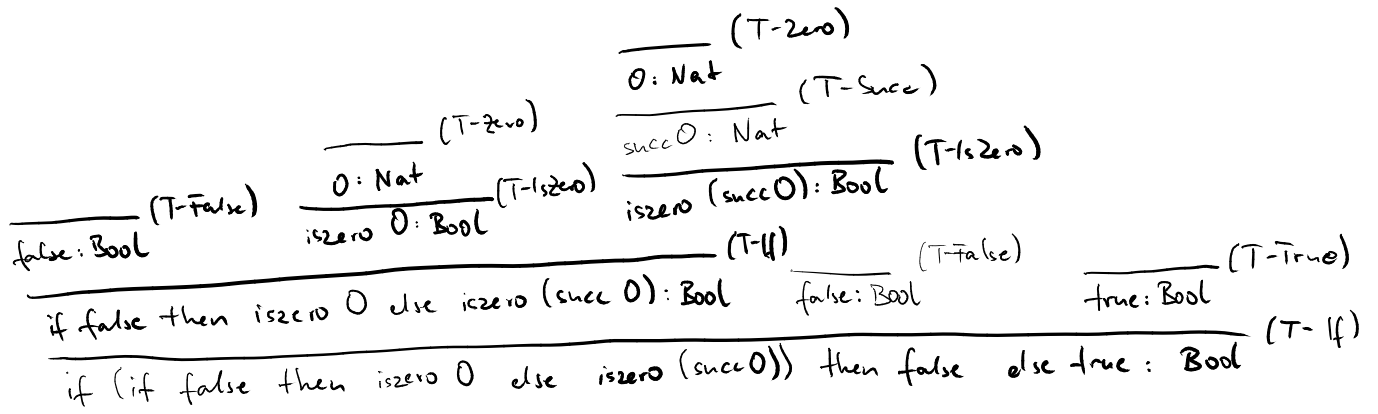 (T-Zero)
0: Nat
(T-Zero) (T-Succ)
0: Nat succ 0: Nat
(T-False) (T-IsZero) (T-IsZero)
false: Bool iszero 0: Bool iszero (succ 0): Bool
(T-If) (T-False) (T-True)
if false then iszero 0 else iszero (succ 0): Bool false: Bool true: Bool
(T-If)
if (if false then iszero 0 else iszero (succ 0)) then false else true: Bool